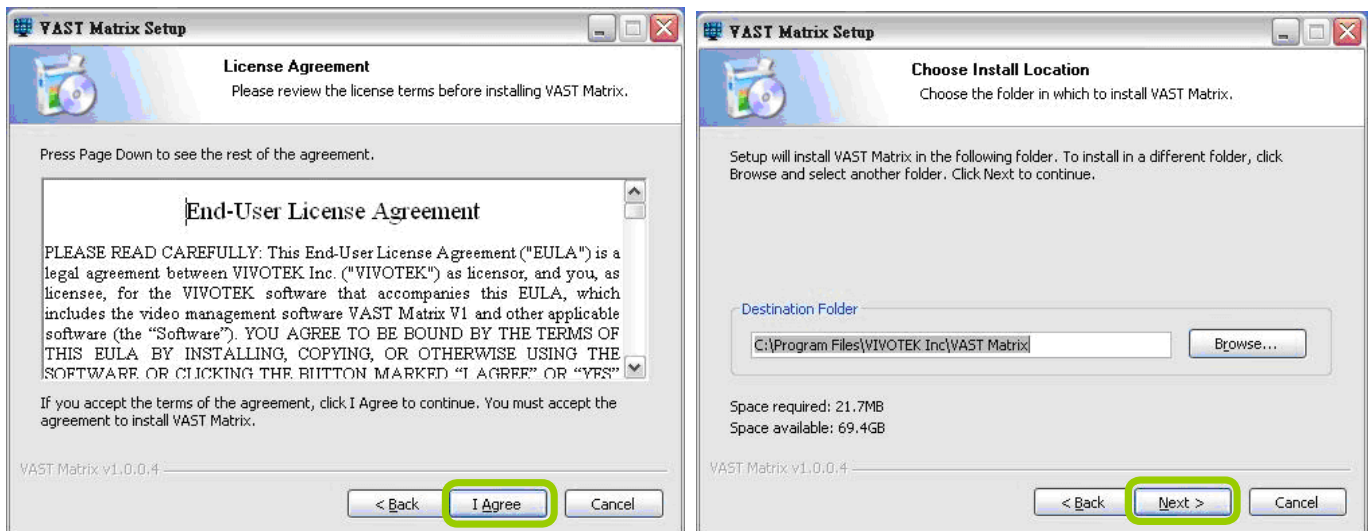 VAST Matrix Setup
License Agreement
Please review the license terms before installing VAST Matrix.
Press Page Down to see the rest of the agreement.
End-User License Agreement
PLEASE READ CAREFULLY: This End-User License Agreement ("EULA") is a
legal agreement between VIVOTEK Inc. ("VIVOTEK") as licensor, and you, as
licensee, for the VIVOTEK software that accompanies this EULA, which
includes the video management software VAST Matrix V1 and other applicable
software (the “Software”). YOU AGREE TO BE BOUND BY THE TERMS OF
THIS EULA BY INSTALLING, COPYING, OR OTHERWISE USING THE
SOFTWARE OR CLICKING THE BUTTON MARKED “I AGREE” OR “YES”
If you accept the terms of the agreement, click I Agree to continue. You must accept the
agreement to install VAST Matrix.
VAST Matrix v1.0.0.4
< Back I Agree Cancel
VAST Matrix Setup
Choose Install Location
Choose the folder in which to install VAST Matrix.
Setup will install VAST Matrix in the following folder. To install in a different folder, click
Browse and select another folder. Click Next to continue.
Destination Folder
C:\Program Files\VIVOTEK Inc\VAST Matrix
Browse...
Space required: 21.7MB
Space available: 69.4GB
VAST Matrix v1.0.0.4
< Back Next > Cancel